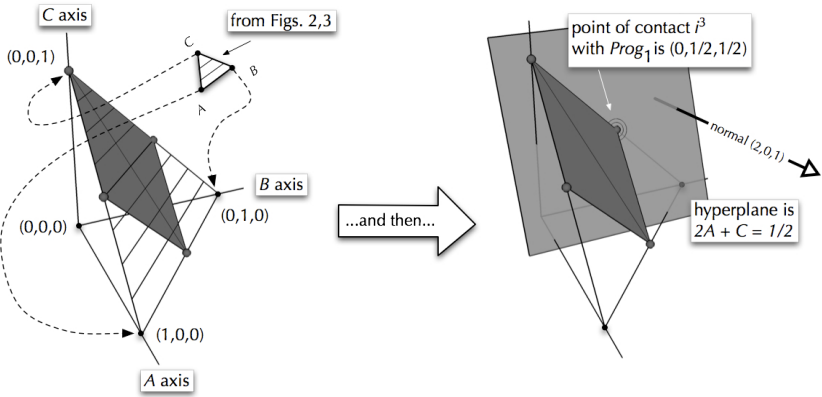 C axis
from Figs. 2,3
C
B
A
(0,0,1)
B axis
(0,1,0)
(0,0,0)
(1,0,0)
A axis
...and then...
point of contact i³
with Prog₁ is (0,1/2,1/2)
normal (2,0,1)
hyperplane is
2A + C = 1/2